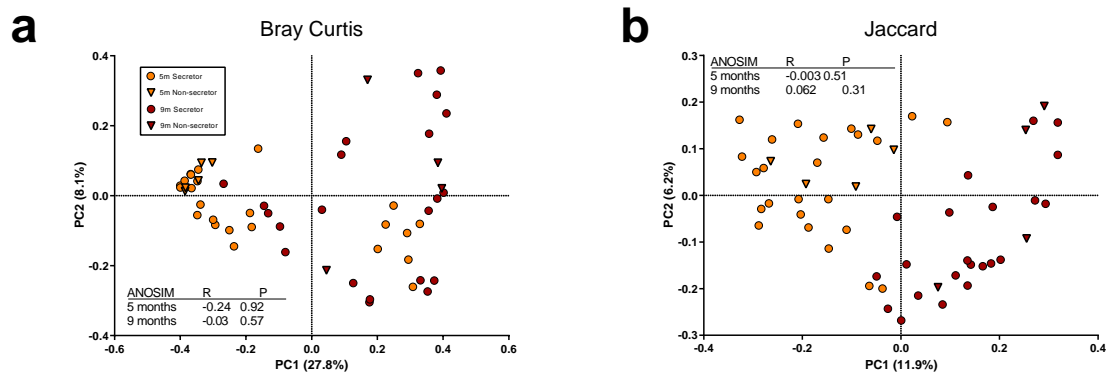 a
Bray Curtis
PC2 (8.1%)
0.4
0.2
0.0
-0.2
-0.4
5m Secretor
5m Non-secretor
9m Secretor
9m Non-secretor
ANOSIM R P
5 months -0.24 0.92
9 months -0.03 0.57
-0.6 -0.4 -0.2 0.0 0.2 0.4 0.6
PC1 (27.8%)
b
Jaccard
PC2 (6.2%)
0.3
0.2
0.1
0.0
-0.1
-0.2
-0.3
ANOSIM R P
5 months -0.003 0.51
9 months 0.062 0.31
-0.4 -0.2 0.0 0.2 0.4
PC1 (11.9%)